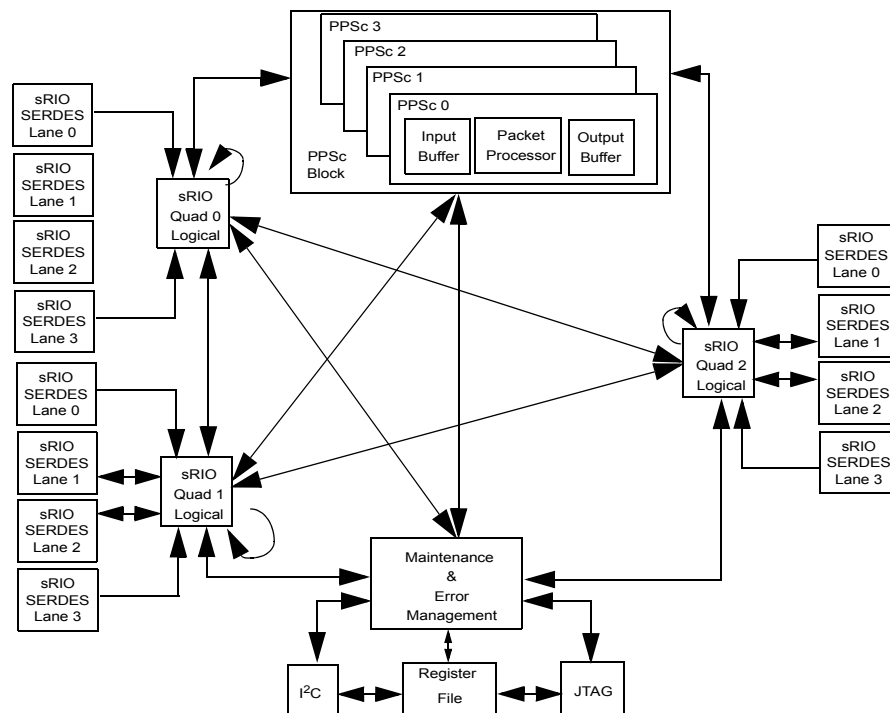 PPSc 3
PPSc 2
PPSc 1
PPSc 0
Input
Buffer
Packet
Processor
Output
Buffer
PPSc
Block
sRIO
SERDES
Lane 0
sRIO
SERDES
Lane 1
sRIO
SERDES
Lane 2
sRIO
SERDES
Lane 3
sRIO
Quad 0
Logical
sRIO
SERDES
Lane 0
sRIO
SERDES
Lane 1
sRIO
SERDES
Lane 2
sRIO
SERDES
Lane 3
sRIO
Quad 1
Logical
sRIO
Quad 2
Logical
sRIO
SERDES
Lane 0
sRIO
SERDES
Lane 1
sRIO
SERDES
Lane 2
sRIO
SERDES
Lane 3
Maintenance
&
Error
Management
I²C
Register
File
JTAG